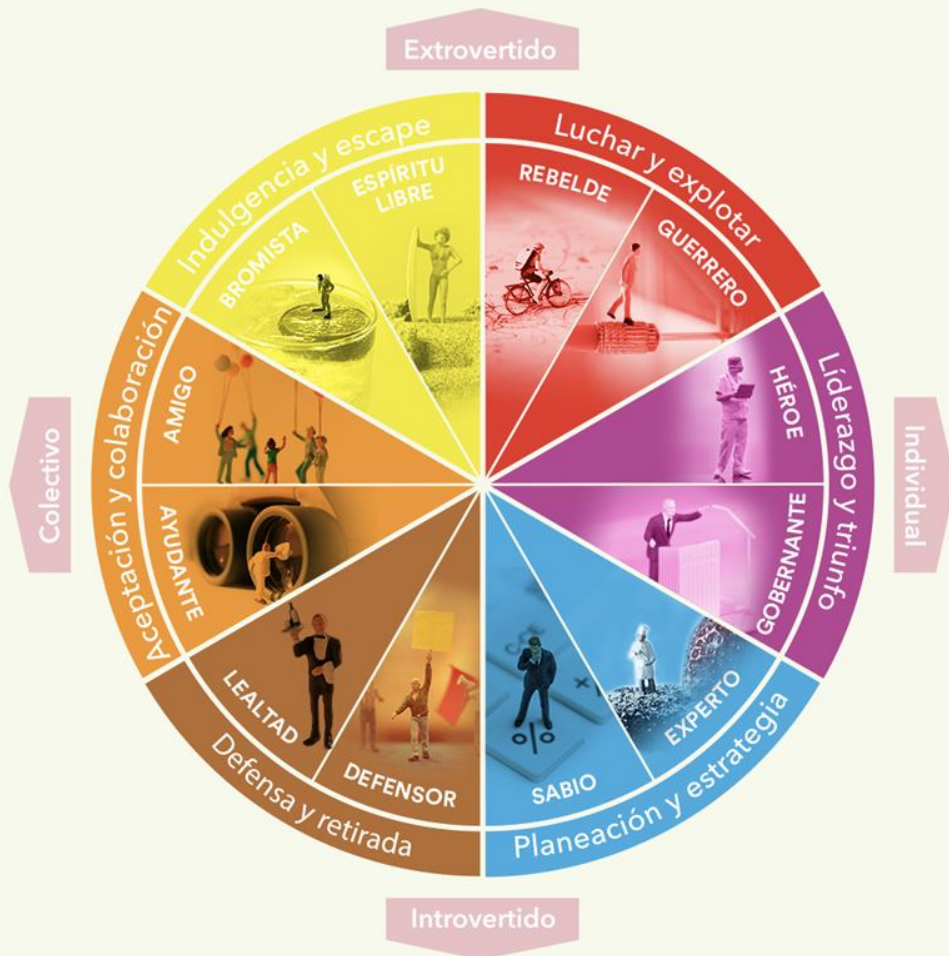 Extrovertido
Indulgencia y escape
Luchar y explotar
ESPÍRITU
LIBRE
REBELDE
BROMISTA
GUERRERO
Aceptación y colaboración
AMIGO
HÉROE
Liderazgo y triunfo
Colectivo
Individual
AYUDANTE
GOBERNANTE
LEALTAD
EXPERTO
DEFENSOR
SABIO
%
Defensa y retirada
Planeación y estrategia
Introvertido